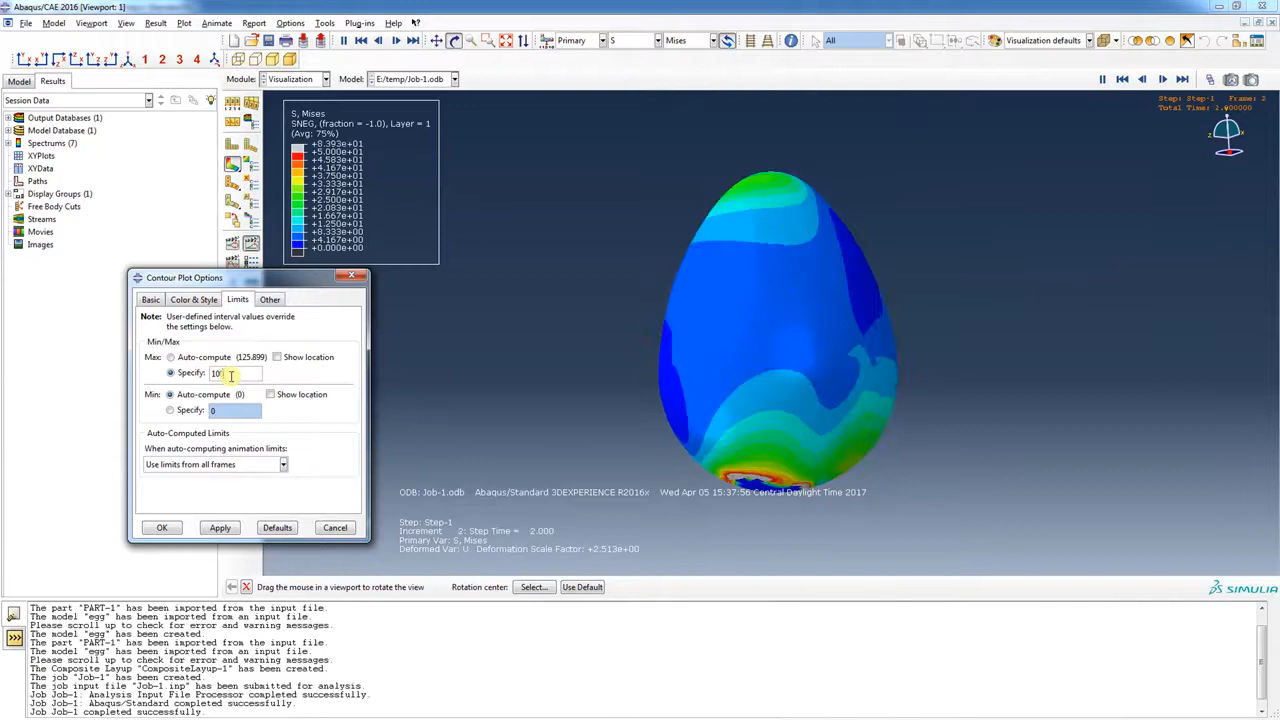 Abaqus/CAE 2016 [Viewport: 1]
File Model Viewport View Result Plot Animate Report Options Tools Plug-ins Help
Primary S Mises All Visualization defaults
1 2 3 4
Model Results Module: Visualization Model: E:/temp/Job-1.odb
Session Data
Output Databases (1)
Model Database (1)
Spectrums (7)
XYPlots
XYData
Paths
Display Groups (1)
Free Body Cuts
Streams
Movies
Images
S, Mises
SNEG, (fraction = -1.0), Layer = 1
(Avg: 75%)
+8.393e+01
+5.000e+01
+4.583e+01
+4.167e+01
+3.750e+01
+3.333e+01
+2.917e+01
+2.500e+01
+2.083e+01
+1.667e+01
+1.250e+01
+8.333e+00
+4.167e+00
+0.000e+00
Step: Step-1 Frame: 2
Total Time: 2.000000
Contour Plot Options
Basic Color & Style Limits Other
Note: User-defined interval values override
the settings below.
Min/Max
Max: Auto-compute (125.899) Show location
Specify: 10
Min: Auto-compute (0) Show location
Specify: 0
Auto-Computed Limits
When auto-computing animation limits:
Use limits from all frames
OK Apply Defaults Cancel
ODB: Job-1.odb Abaqus/Standard 3DEXPERIENCE R2016x Wed Apr 05 15:37:56 Central Daylight Time 2017
Step: Step-1
Increment 2: Step Time = 2.000
Primary Var: S, Mises
Deformed Var: U Deformation Scale Factor: +2.513e+00
Drag the mouse in a viewport to rotate the view Rotation center: Select... Use Default
SIMULIA
The part "PART-1" has been imported from the input file.
The model "egg" has been imported from an input file.
Please scroll up to check for error and warning messages.
The model "egg" has been created.
The part "PART-1" has been imported from the input file.
The model "egg" has been imported from an input file.
Please scroll up to check for error and warning messages.
The Composite Layup "CompositeLayup-1" has been created.
The job "Job-1" has been created.
The job input file "Job-1.inp" has been submitted for analysis.
Job Job-1: Analysis Input File Processor completed successfully.
Job Job-1: Abaqus/Standard completed successfully.
Job Job-1 completed successfully.